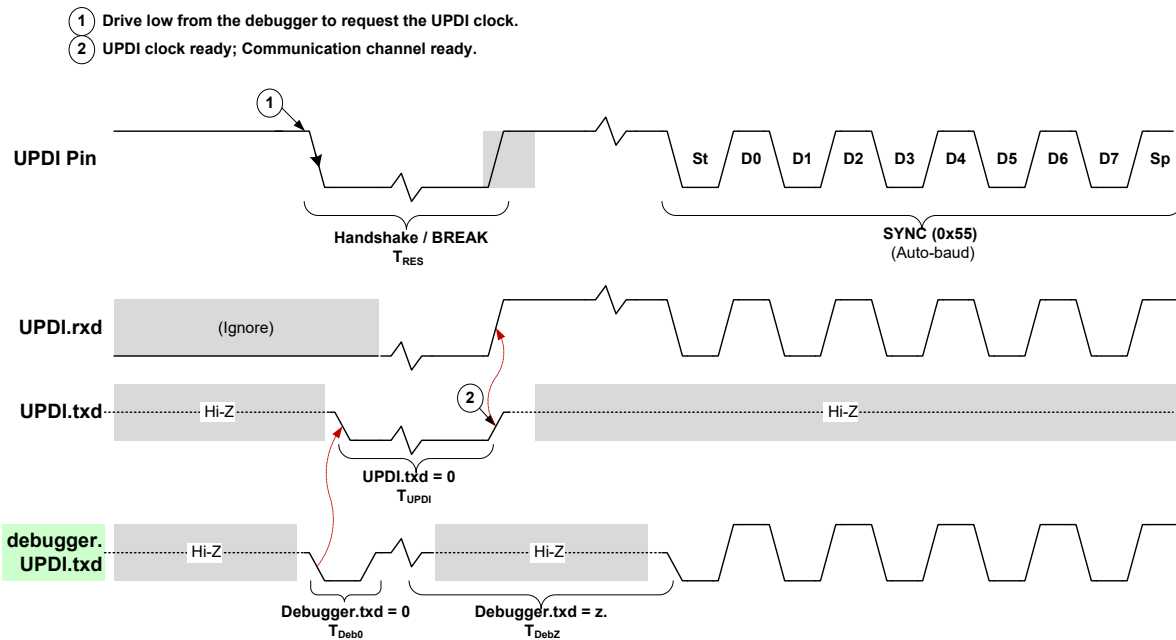 1 Drive low from the debugger to request the UPDI clock.
2 UPDI clock ready; Communication channel ready.
1
UPDI Pin
St D0 D1 D2 D3 D4 D5 D6 D7 Sp
Handshake / BREAK
TRES
SYNC (0x55)
(Auto-baud)
UPDI.rxd
(Ignore)
2
UPDI.txd
Hi-Z
Hi-Z
UPDI.txd = 0
TUPDI
debugger.
UPDI.txd
Hi-Z
Hi-Z
Debugger.txd = 0
TDeb0
Debugger.txd = z.
TDebZ